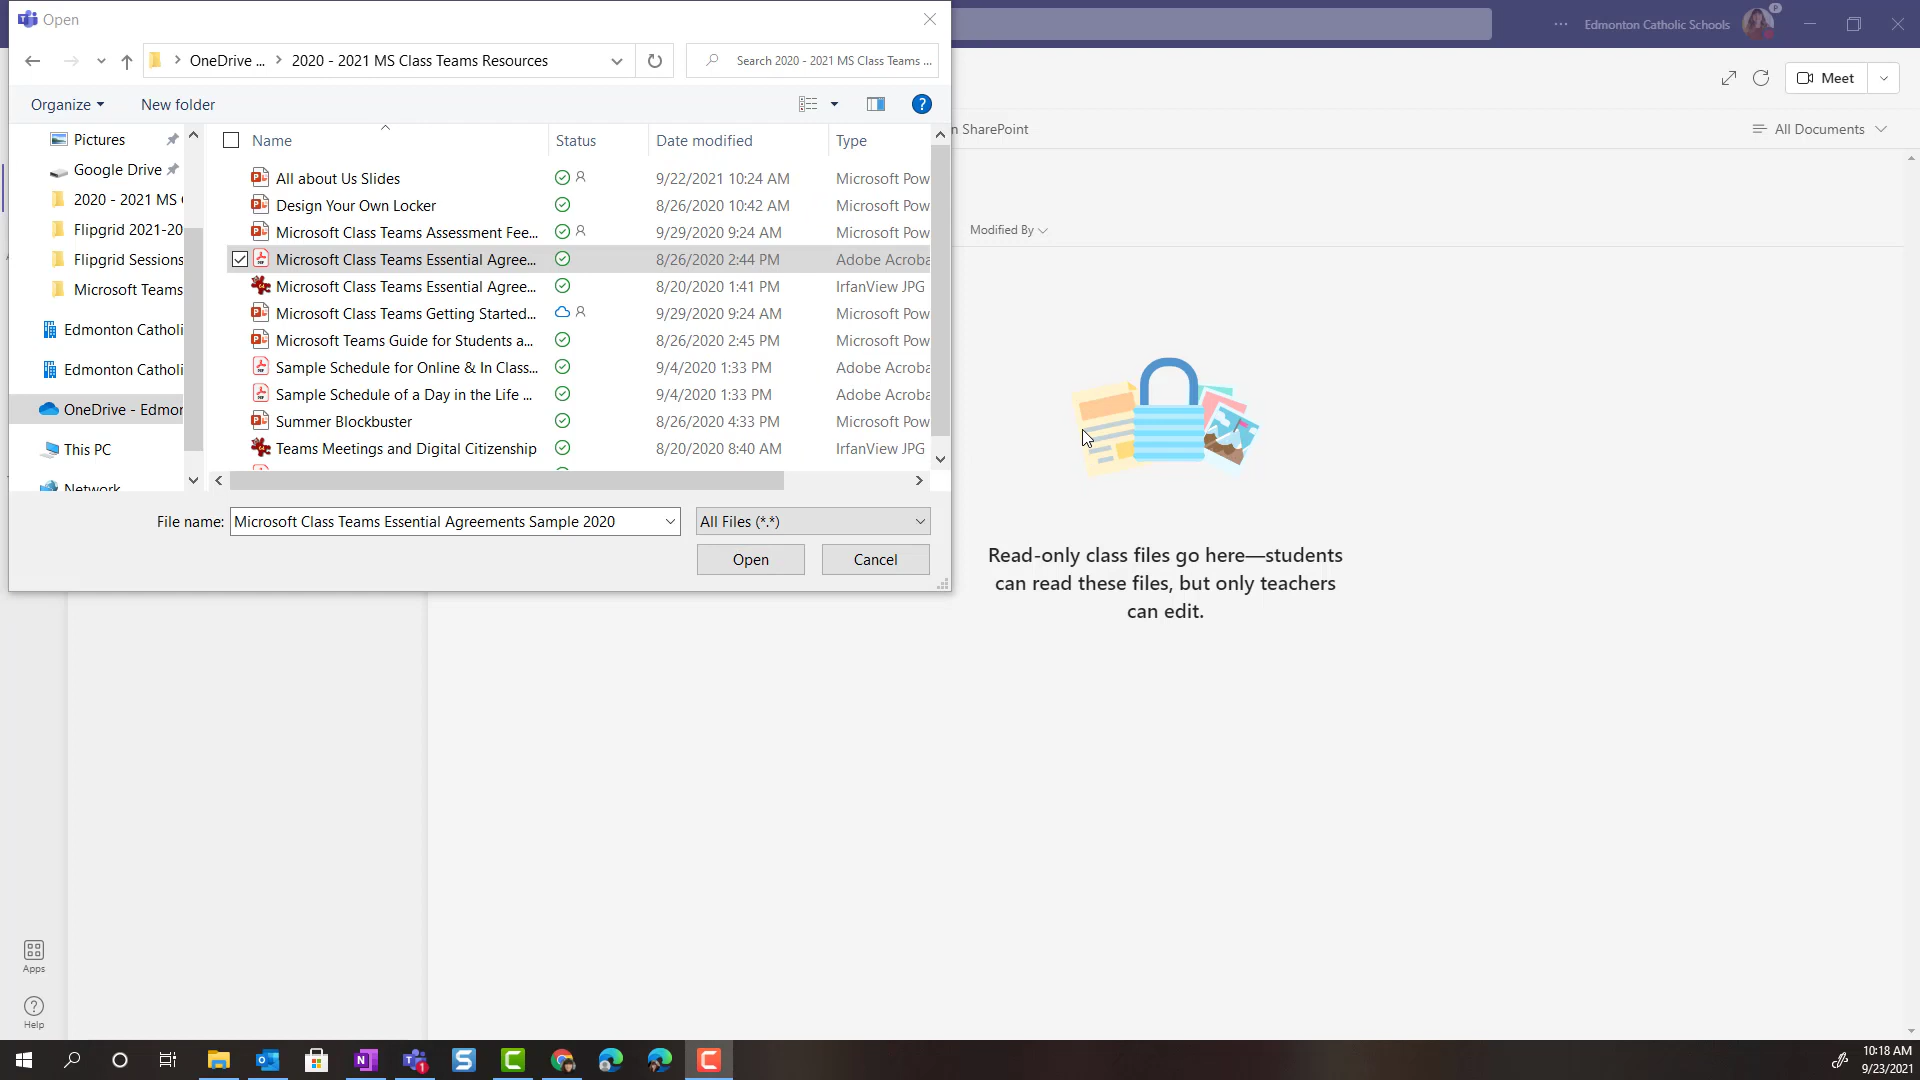 Open
Edmonton Catholic Schools
OneDrive ...
2020 - 2021 MS Class Teams Resources
Search 2020 - 2021 MS Class Teams ...
Meet
Organize
New folder
n SharePoint
All Documents
Name
Status
Date modified
Type
Modified By
Pictures
Google Drive
2020 - 2021 MS
Flipgrid 2021-20
Flipgrid Sessions
Microsoft Teams
Edmonton Catholi
Edmonton Catholi
OneDrive - Edmor
This PC
Network
All about Us Slides 9/22/2021 10:24 AM Microsoft Pow
Design Your Own Locker 8/26/2020 10:42 AM Microsoft Pow
Microsoft Class Teams Assessment Fee... 9/29/2020 9:24 AM Microsoft Pow
Microsoft Class Teams Essential Agree... 8/26/2020 2:44 PM Adobe Acroba
Microsoft Class Teams Essential Agree... 8/20/2020 1:41 PM IrfanView JPG
Microsoft Class Teams Getting Started... 9/29/2020 9:24 AM Microsoft Pow
Microsoft Teams Guide for Students a... 8/26/2020 2:45 PM Microsoft Pow
Sample Schedule for Online & In Class... 9/4/2020 1:33 PM Adobe Acroba
Sample Schedule of a Day in the Life ... 9/4/2020 1:33 PM Adobe Acroba
Summer Blockbuster 8/26/2020 4:33 PM Microsoft Pow
Teams Meetings and Digital Citizenship 8/20/2020 8:40 AM IrfanView JPG
File name: Microsoft Class Teams Essential Agreements Sample 2020
All Files (*.*)
Open
Cancel
Read-only class files go here—students
can read these files, but only teachers
can edit.
Apps
Help
10:18 AM
9/23/2021